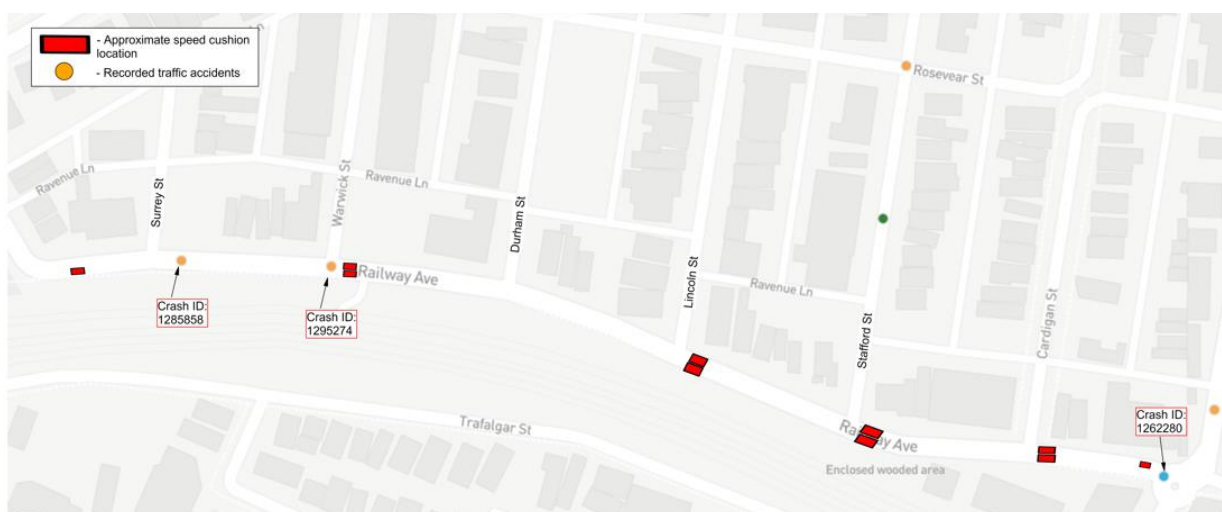 - Approximate speed cushion
location
- Recorded traffic accidents
Ln
Rosevear St
Ravenue Ln
Surrey St
Warwick St
Ravenue Ln
Durham St
Railway Ave
Crash ID:
1285858
Crash ID:
1295274
Lincoln St
Ravenue Ln
Stafford St
Cardigan St
Trafalgar St
Railway Ave
Enclosed wooded area
Crash ID:
1262280